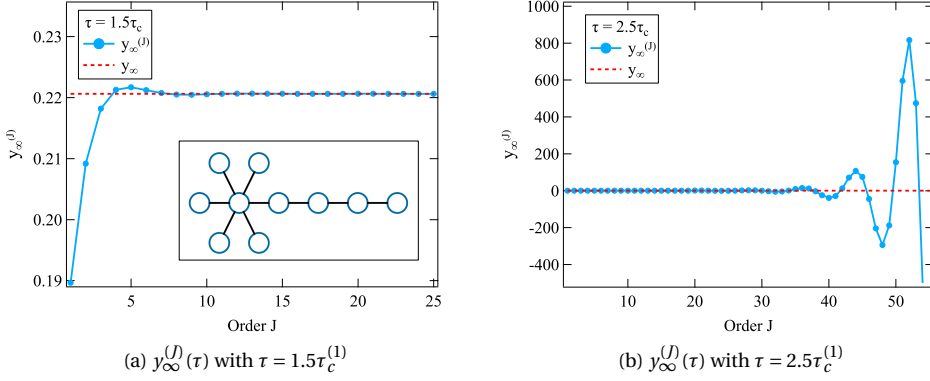 0.23
0.22
0.21
0.20
0.19
y∞(J)
τ = 1.5τc
y∞(J)
y∞
5
10
15
20
25
Order J
(a) y∞(J)(τ) with τ = 1.5τc(1)
1000
800
600
400
200
0
-200
-400
y∞(J)
τ = 2.5τc
y∞(J)
y∞
10
20
30
40
50
Order J
(b) y∞(J)(τ) with τ = 2.5τc(1)